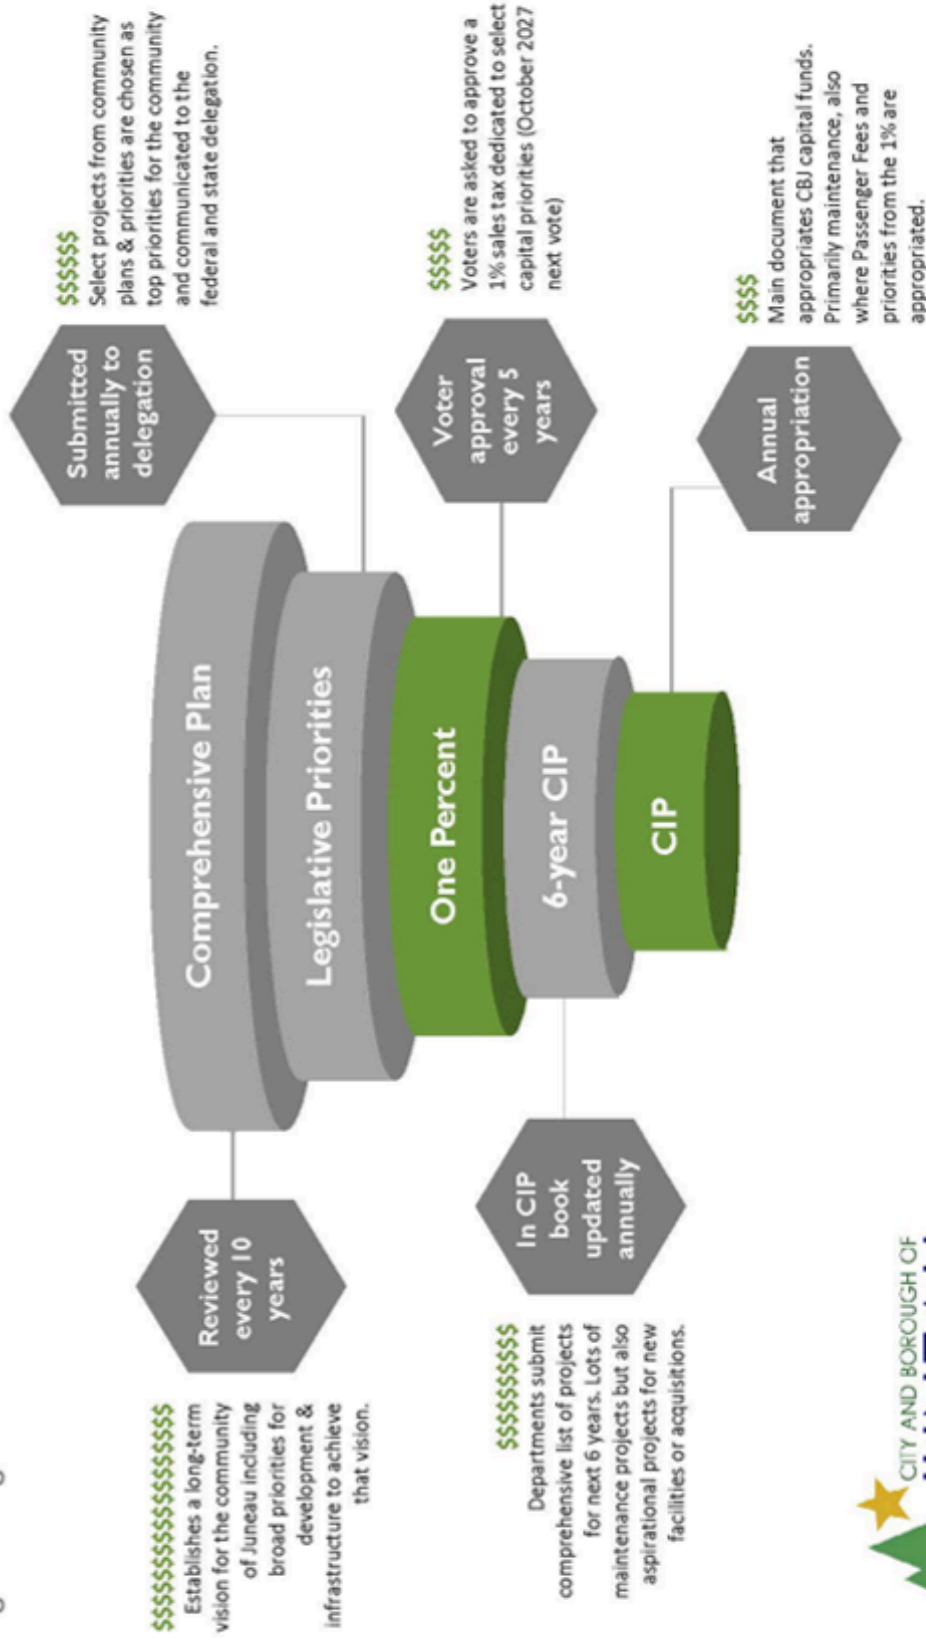 $$$$$$$$$$$$$$$$$$$
Establishes a long-term
vision for the community
of Juneau including
broad priorities for
development &
infrastructure to achieve
that vision.
Reviewed
every 10
years
Comprehensive Plan
Legislative Priorities
One Percent
6-year CIP
CIP
Submitted
annually to
delegation
$$$$$$
Select projects from community
plans & priorities are chosen as
top priorities for the community
and communicated to the
federal and state delegation.
Voter
approval
every 5
years
$$$$$
Voters are asked to approve a
1% sales tax dedicated to select
capital priorities (October 2027
next vote)
$$$$$$$$$$
Departments submit
comprehensive list of projects
for next 6 years. Lots of
maintenance projects but also
aspirational projects for new
facilities or acquisitions.
In CIP
book
updated
annually
Annual
appropriation
$$$$
Main document that
appropriates CBJ capital funds.
Primarily maintenance, also
where Passenger Fees and
priorities from the 1% are
appropriated.
CITY AND BOROUGH OF